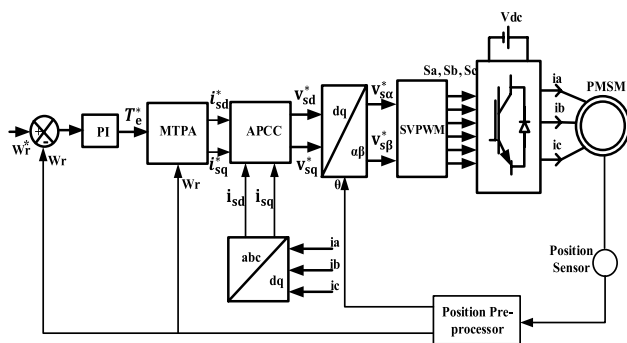 Vdc
Sa, Sb, Sc
PMSM
Wr*
+
-
Wr
PI
Te*
MTPA
isd*
isq*
Wr
APCC
vsd*
vsq*
dq
αβ
θ
vsα*
vsβ*
SVPWM
ia
ib
ic
isd
isq
abc
dq
ia
ib
ic
Position
Sensor
Position Pre-
processor